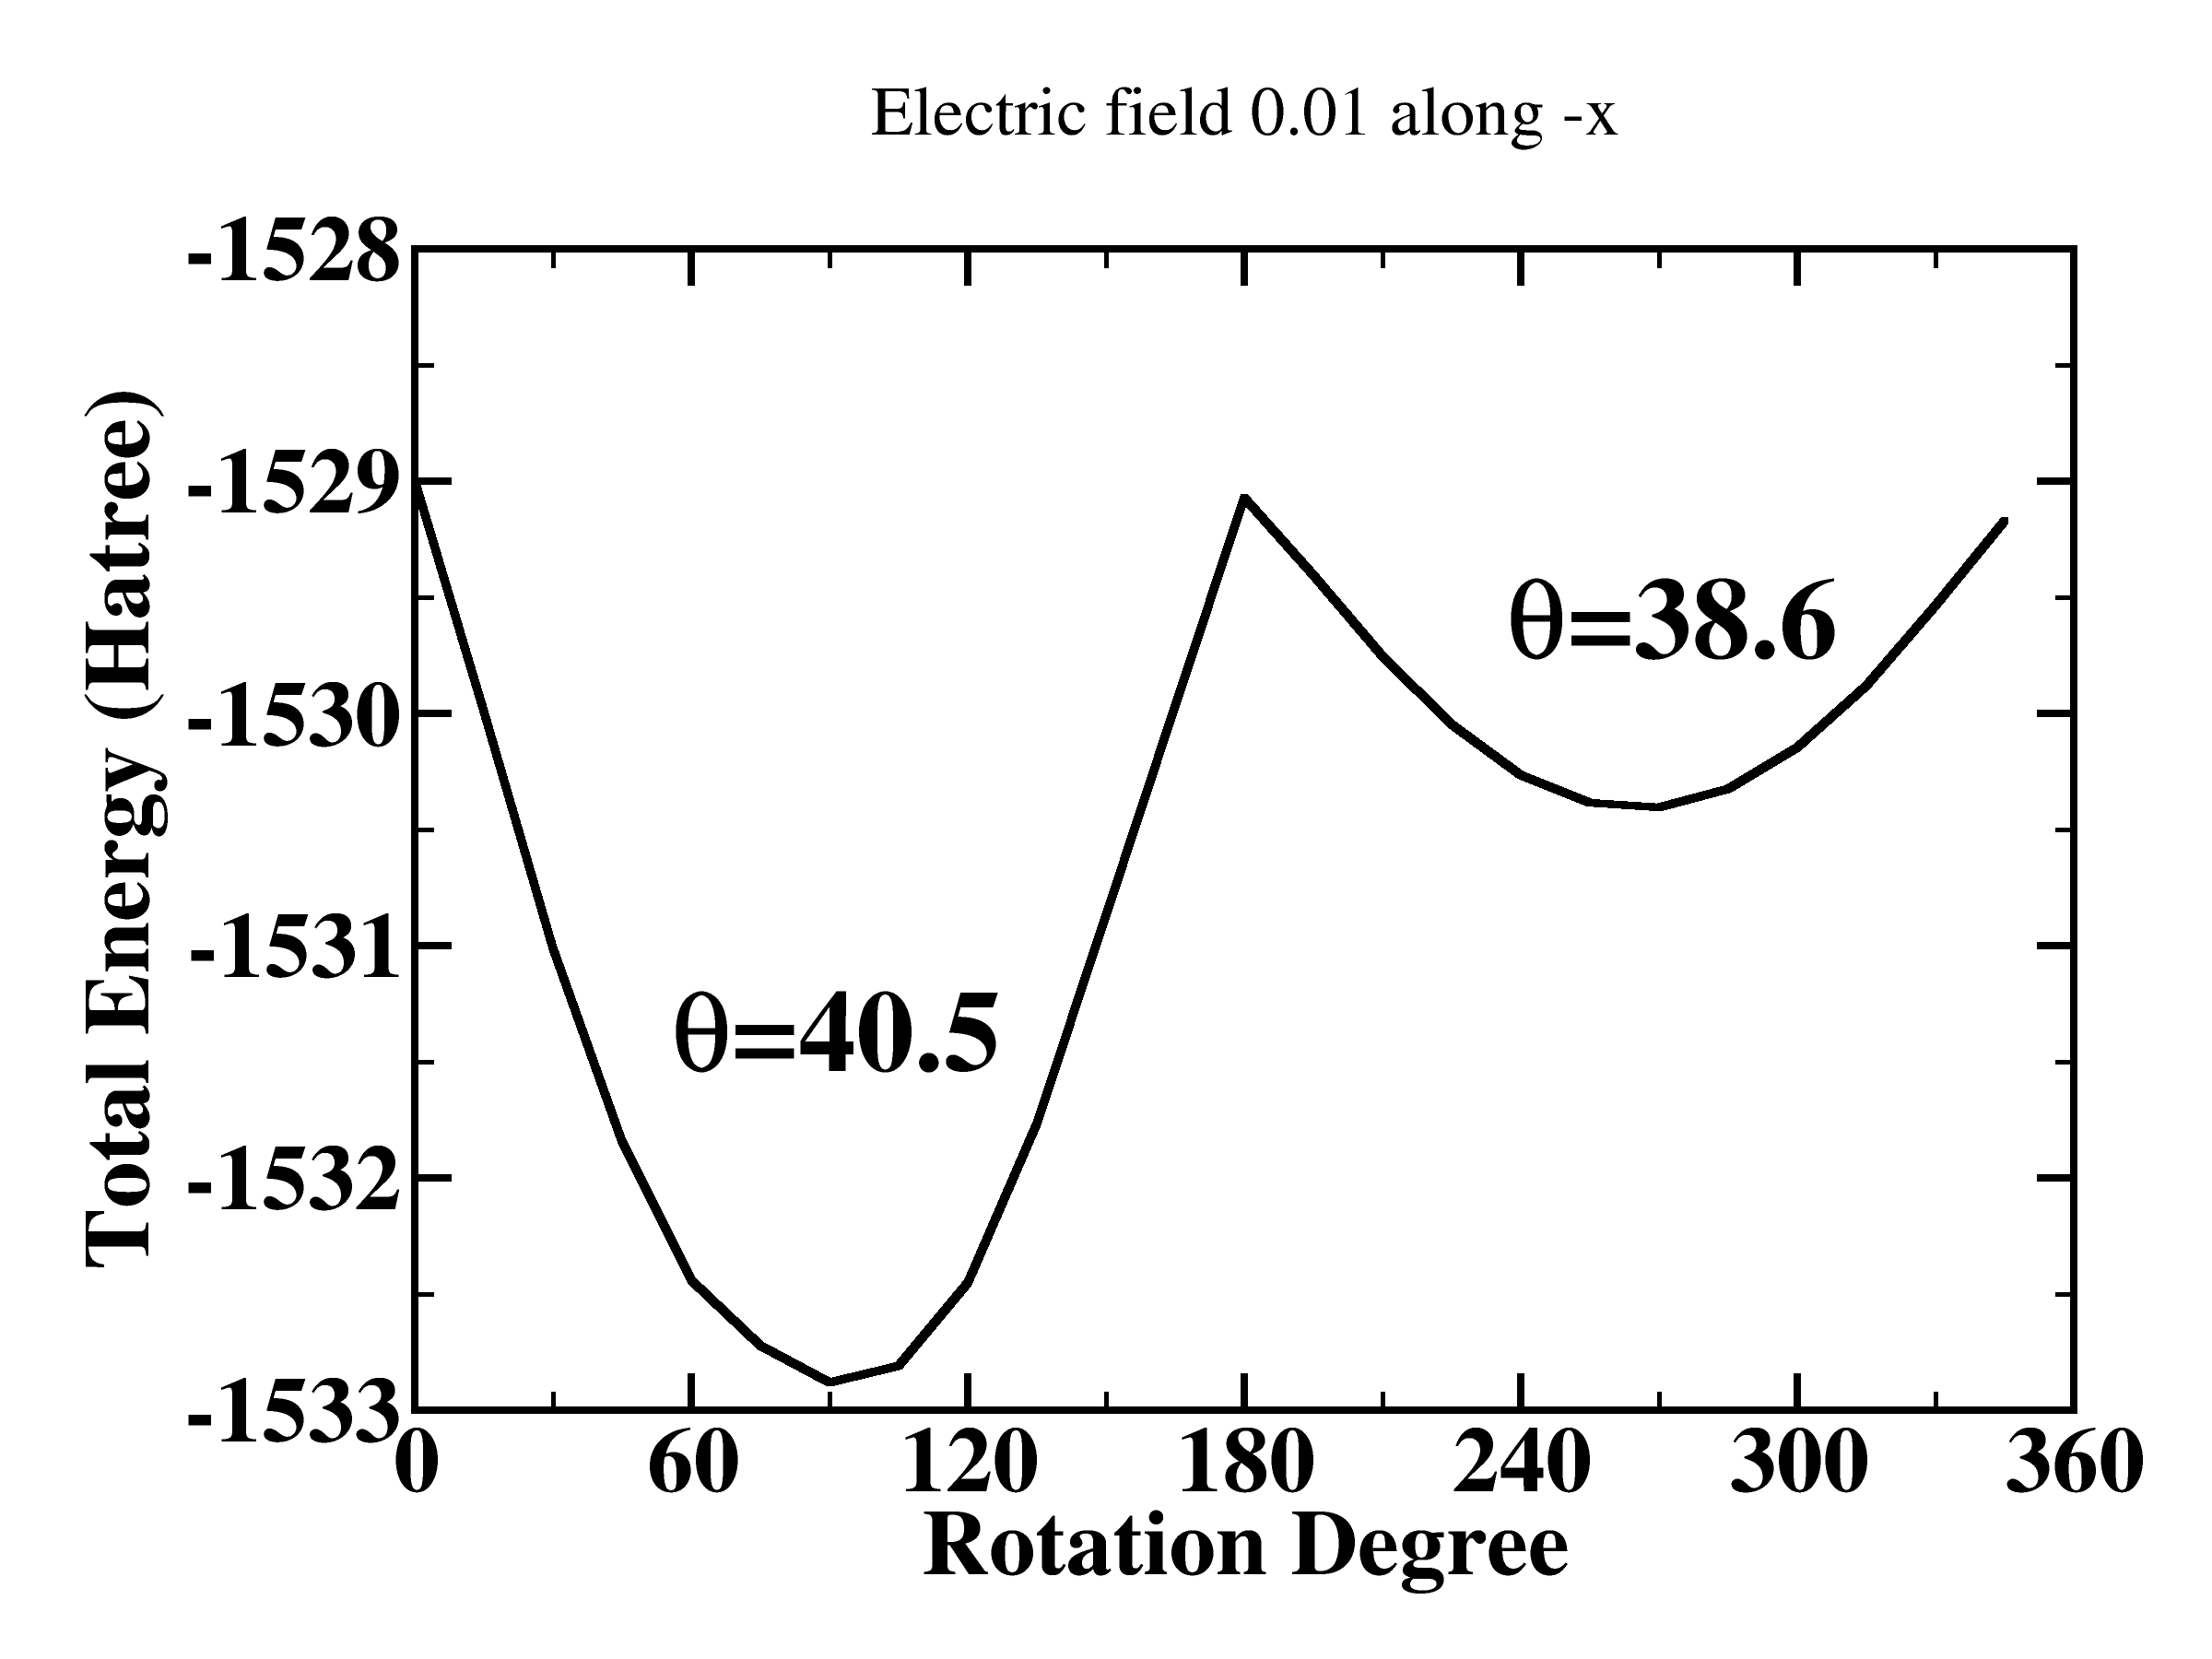 Electric field 0.01 along -x
Total Energy (Hatree)
-1528
-1529
-1530
-1531
-1532
-1533
θ=38.6
θ=40.5
0 60 120 180 240 300 360
Rotation Degree